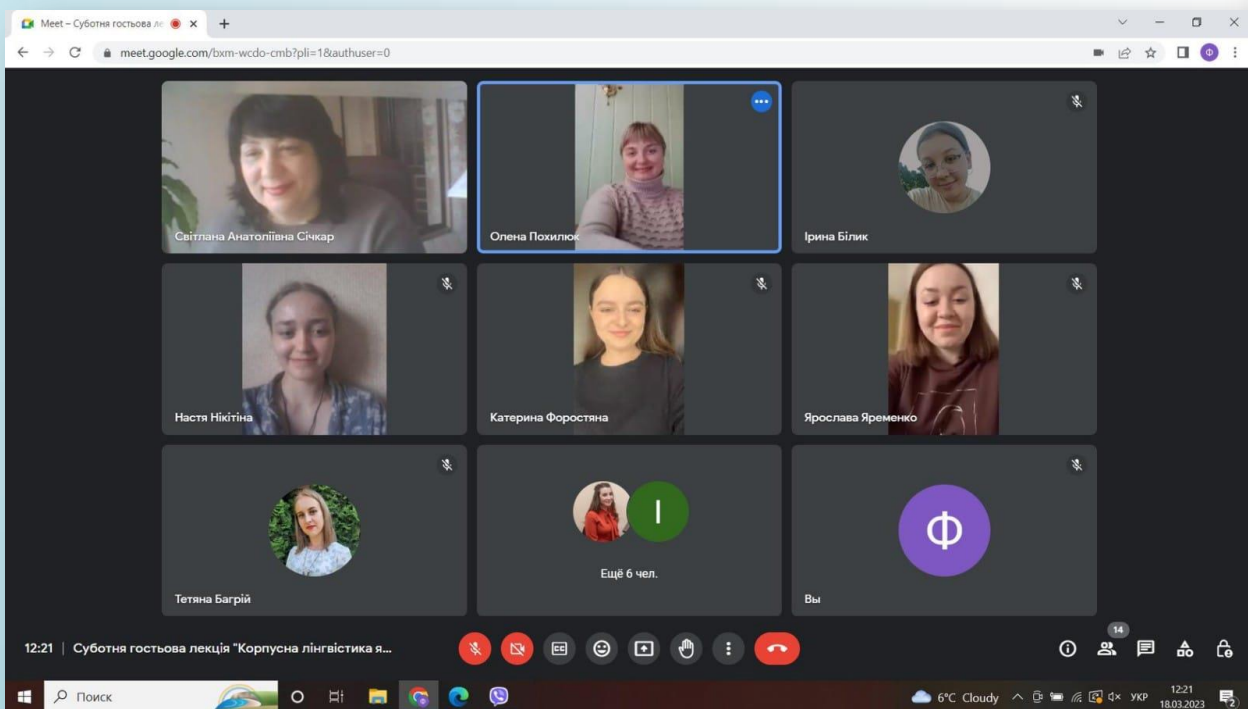 Meet – Суботня гостьова ле
meet.google.com/bxm-wcdo-cmb?pli=1&authuser=0
Ф
Світлана Анатоліївна Січкар
Олена Похилюк
Ірина Білик
Настя Нікітіна
Катерина Форостяна
Ярослава Яременко
Тетяна Багрій
І
Ещё 6 чел.
Ф
Вы
12:21 | Суботня гостьова лекція "Корпусна лінгвістика я...
CC
14
Поиск
6°C Cloudy
УКР
12:21
18.03.2023
2